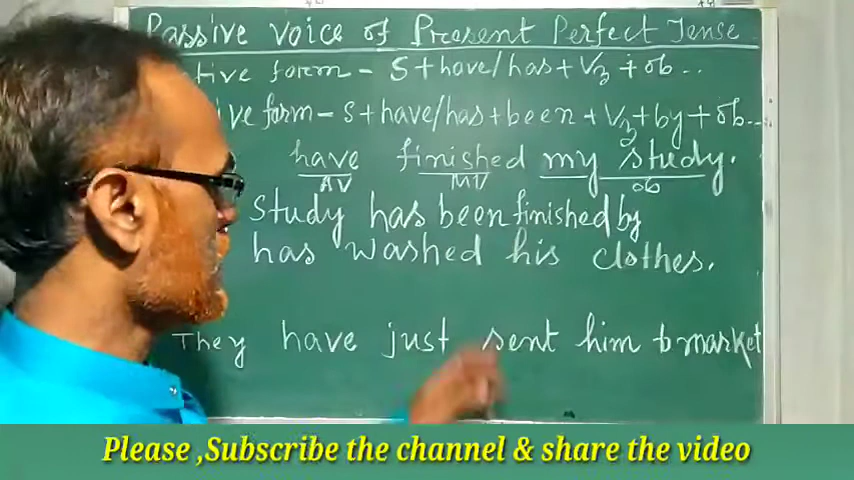 Passive voice of Present Perfect Tense
tive form - S + have/has + V3 + ob ..
ive form - S + have/has + been + V3 + by + ob ...
have finished my study.
AV MV ob
Study has been finished by
has washed his clothes.
They have just sent him to market
Please ,Subscribe the channel & share the video